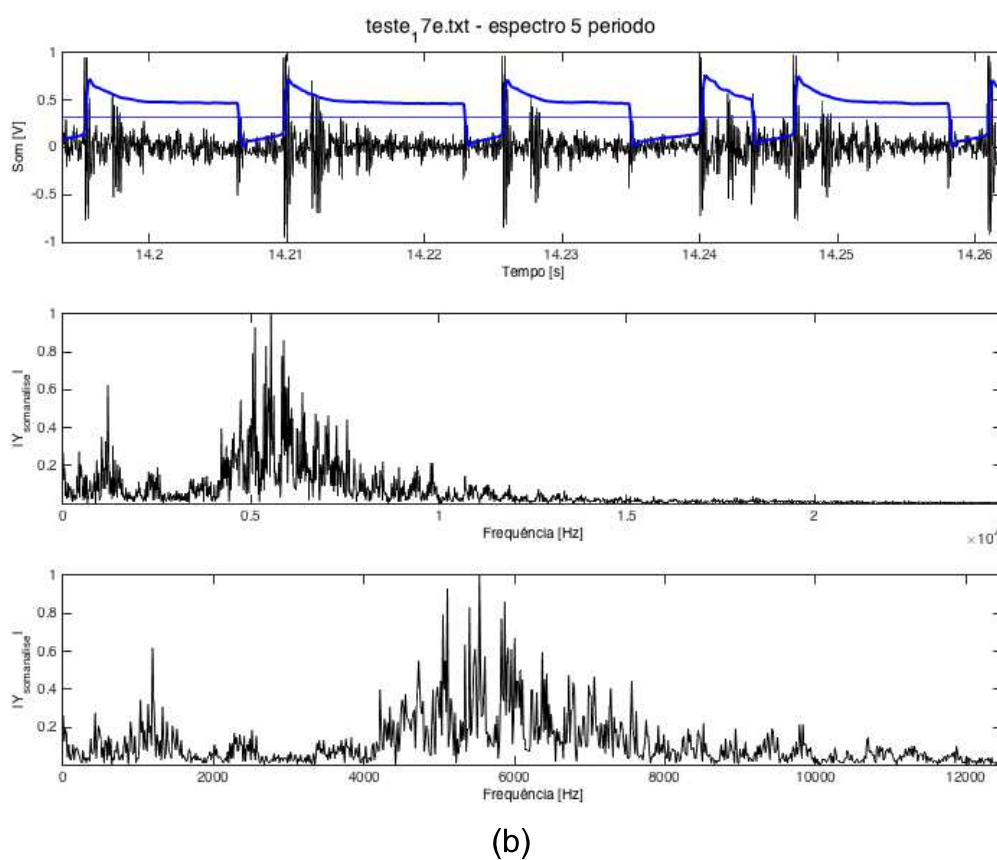 teste₁7e.txt - espectro 5 periodo
1
0.5
0
-0.5
-1
Som [V]
14.2 14.21 14.22 14.23 14.24 14.25 14.26
Tempo [s]
1
0.8
0.6
0.4
0.2
|Y somanalise|
0 0.5 1 1.5 2
Frequência [Hz]
1
0.8
0.6
0.4
0.2
|Y somanalise|
0 2000 4000 6000 8000 10000 12000
Frequência [Hz]
(b)